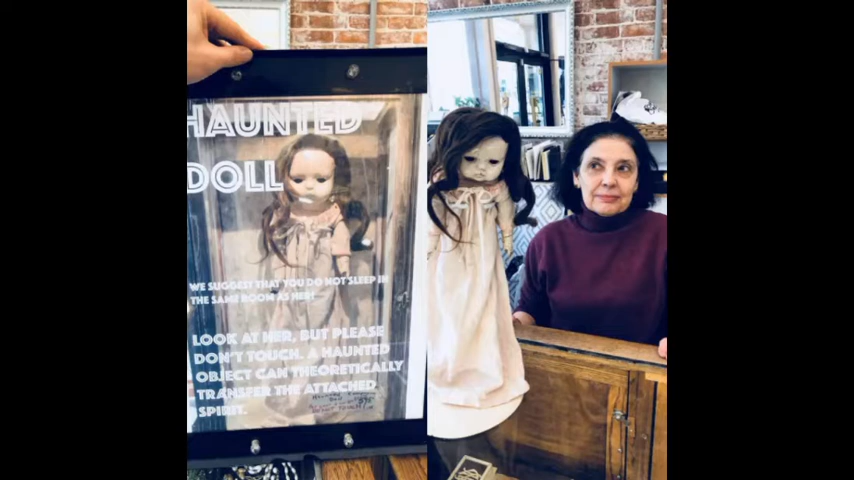 HAUNTED
DOLL
WE SUGGEST THAT YOU DO NOT SLEEP IN
THE SAME ROOM AS HER!
LOOK AT HER, BUT PLEASE
DON'T TOUCH. A HAUNTED
OBJECT CAN THEORETICALLY
TRANSFER THE ATTACHED
SPIRIT.